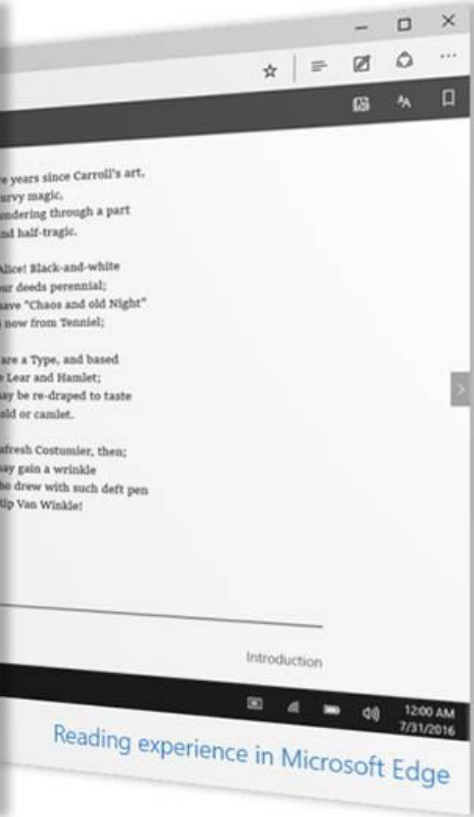 e years since Carroll's art,
urvy magic,
ondering through a part
nd half-tragic.
Alice! Black-and-white
ur deeds perennial;
ave "Chaos and old Night"
now from Tenniel;
are a Type, and based
Lear and Hamlet;
ay be re-draped to taste
old or camlet.
afresh Costumier, then;
ay gain a wrinkle
ho drew with such deft pen
ip Van Winkle!
Introduction
12:00 AM
7/31/2016
Reading experience in Microsoft Edge